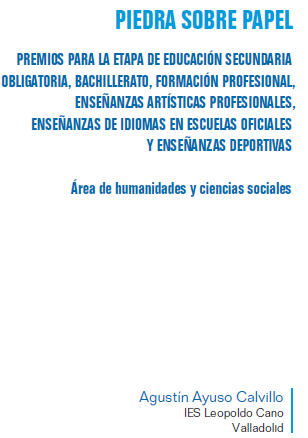 PIEDRA SOBRE PAPEL
PREMIOS PARA LA ETAPA DE EDUCACIÓN SECUNDARIA
OBLIGATORIA, BACHILLERATO, FORMACIÓN PROFESIONAL,
ENSEÑANZAS ARTÍSTICAS PROFESIONALES,
ENSEÑANZAS DE IDIOMAS EN ESCUELAS OFICIALES
Y ENSEÑANZAS DEPORTIVAS
Área de humanidades y ciencias sociales
Agustín Ayuso Calvillo
IES Leopoldo Cano
Valladolid